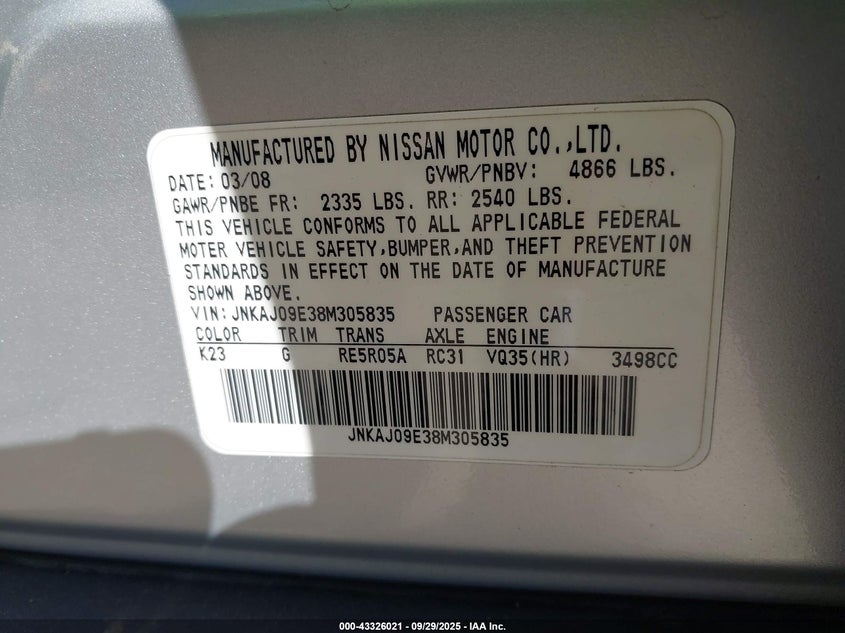 MANUFACTURED BY NISSAN MOTOR CO.,LTD.
DATE: 03/08 GVWR/PNBV: 4866 LBS.
GAWR/PNBE FR: 2335 LBS. RR: 2540 LBS.
THIS VEHICLE CONFORMS TO ALL APPLICABLE FEDERAL
MOTER VEHICLE SAFETY,BUMPER,AND THEFT PREVENTION
STANDARDS IN EFFECT ON THE DATE OF MANUFACTURE
SHOWN ABOVE.
VIN:JNKAJ09E38M305835 PASSENGER CAR
COLOR TRIM TRANS AXLE ENGINE
K23 G RE5R05A RC31 VQ35(HR) 3498CC
JNKAJ09E38M305835
000-43326021 - 09/29/2025 - IAA Inc.